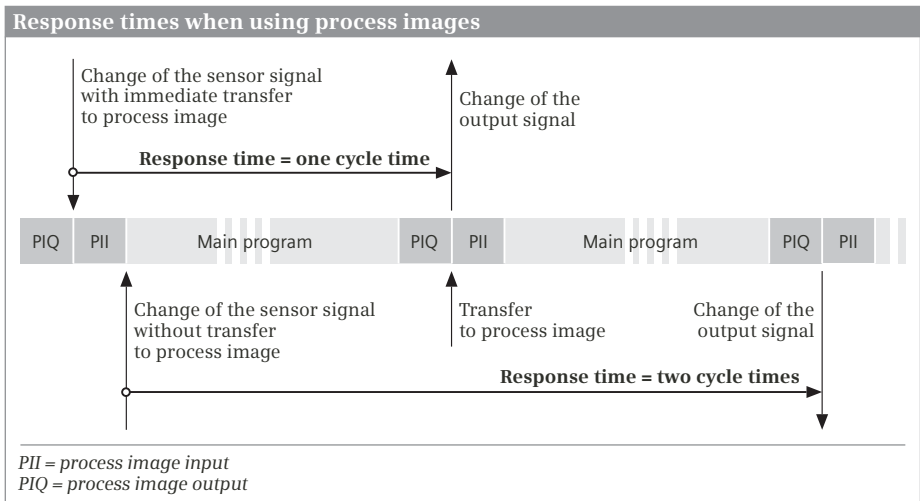 Response times when using process images
Change of the sensor signal
with immediate transfer
to process image
Change of the
output signal
Response time = one cycle time
PIQ PII Main program PIQ PII Main program PIQ PII
Change of the sensor signal
without transfer
to process image
Transfer
to process image
Change of the
output signal
Response time = two cycle times
PII = process image input
PIQ = process image output